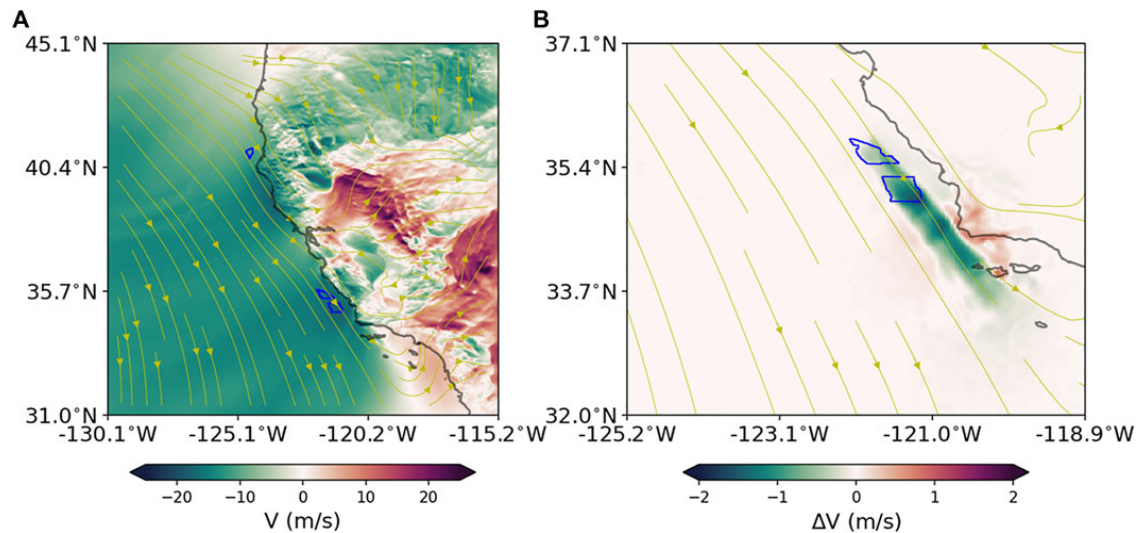 A
B
45.1°N
40.4°N
35.7°N
31.0°N
-130.1°W -125.1°W -120.2°W -115.2°W
−20 −10 0 10 20
V (m/s)
37.1°N
35.4°N
33.7°N
32.0°N
-125.2°W -123.1°W -121.0°W -118.9°W
−2 −1 0 1 2
ΔV (m/s)